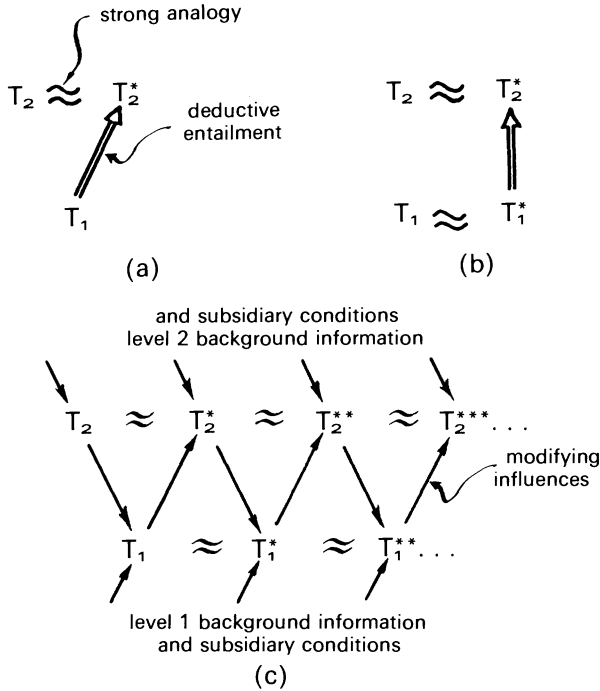 strong analogy
T₂ ≈ T₂*
deductive
entailment
T₁
(a)
T₂ ≈ T₂*
T₁ ≈ T₁*
(b)
and subsidiary conditions
level 2 background information
T₂ ≈ T₂* ≈ T₂** ≈ T₂***...
modifying
influences
T₁ ≈ T₁* ≈ T₁**...
level 1 background information
and subsidiary conditions
(c)